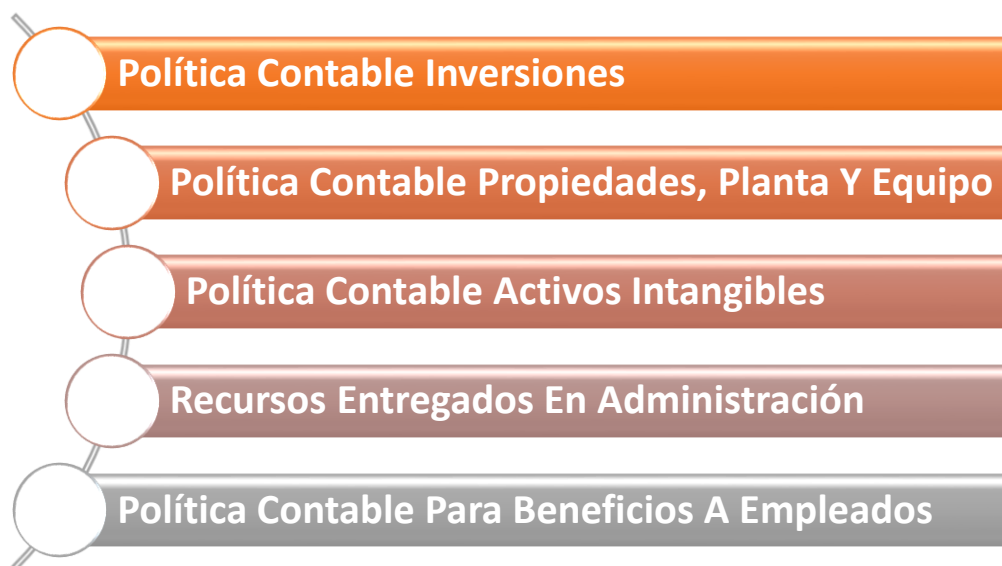 Política Contable Inversiones
Política Contable Propiedades, Planta Y Equipo
Política Contable Activos Intangibles
Recursos Entregados En Administración
Política Contable Para Beneficios A Empleados